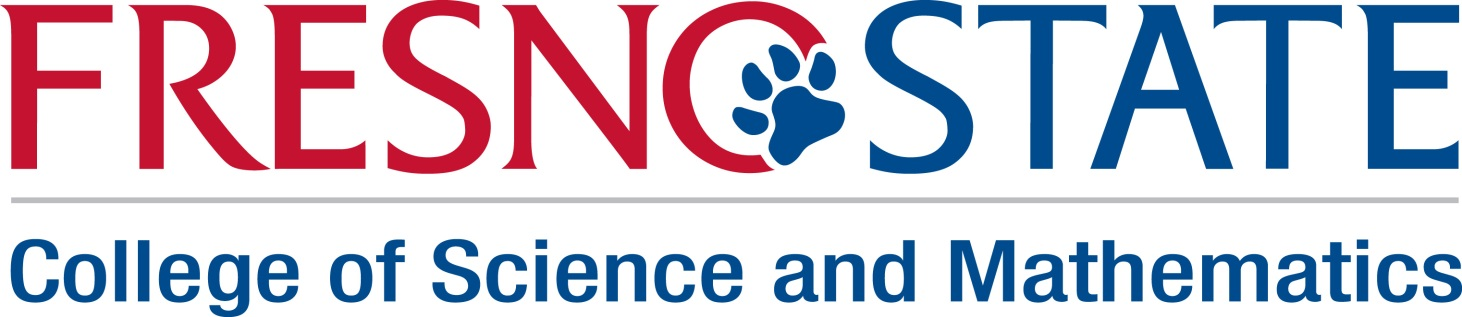 FRESNO STATE
College of Science and Mathematics